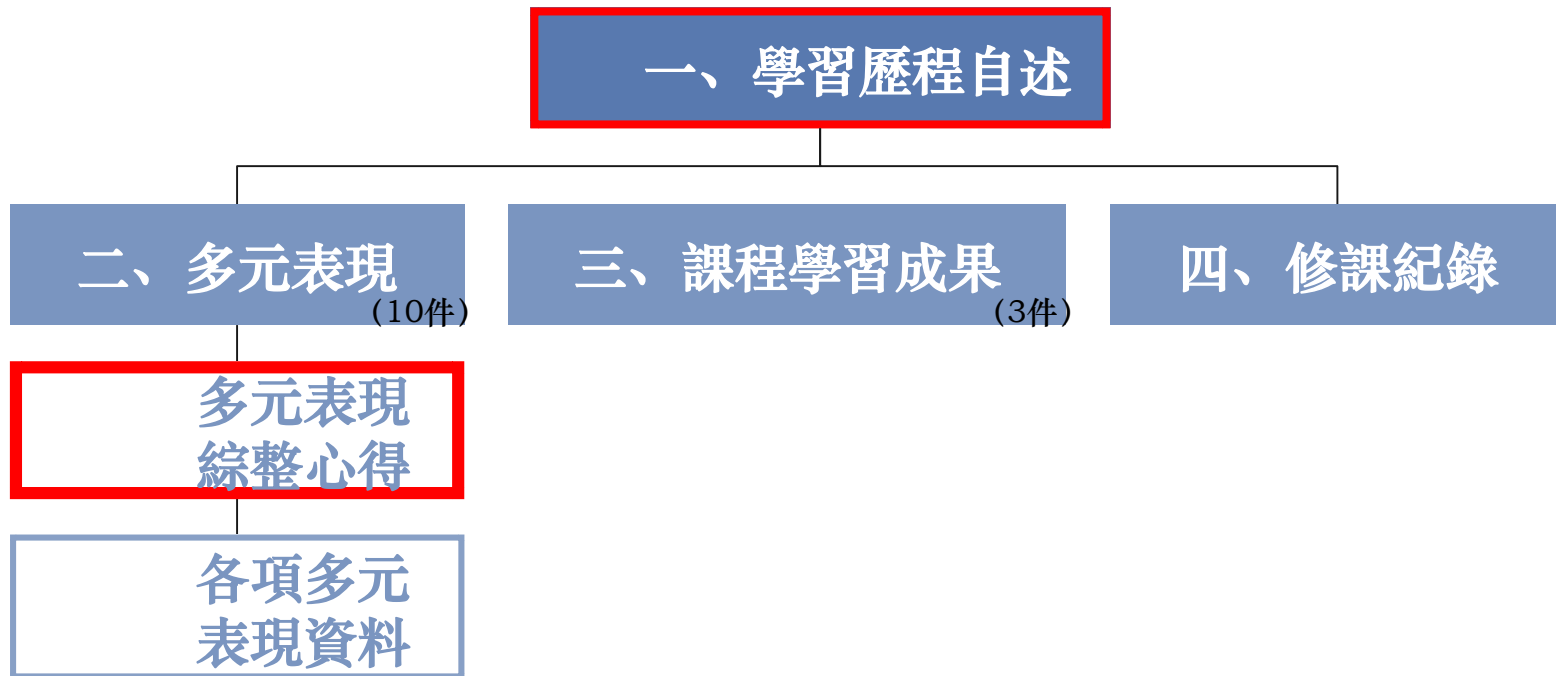 一、學習歷程自述
二、多元表現
(10件)
三、課程學習成果
(3件)
四、修課紀錄
多元表現
綜整心得
各項多元
表現資料